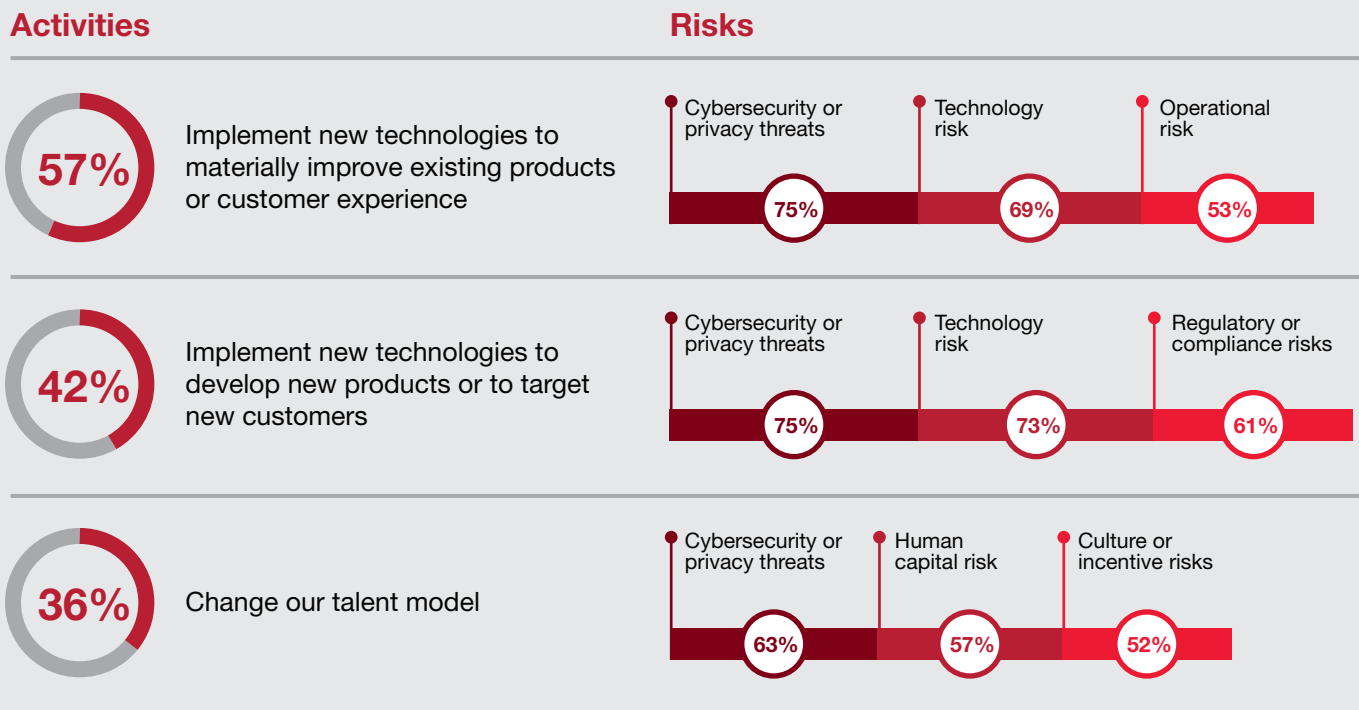 Activities
Risks
57%
Implement new technologies to
materially improve existing products
or customer experience
Cybersecurity or
privacy threats
Technology
risk
Operational
risk
75%
69%
53%
42%
Implement new technologies to
develop new products or to target
new customers
Cybersecurity or
privacy threats
Technology
risk
Regulatory or
compliance risks
75%
73%
61%
36%
Change our talent model
Cybersecurity or
privacy threats
Human
capital risk
Culture or
incentive risks
63%
57%
52%